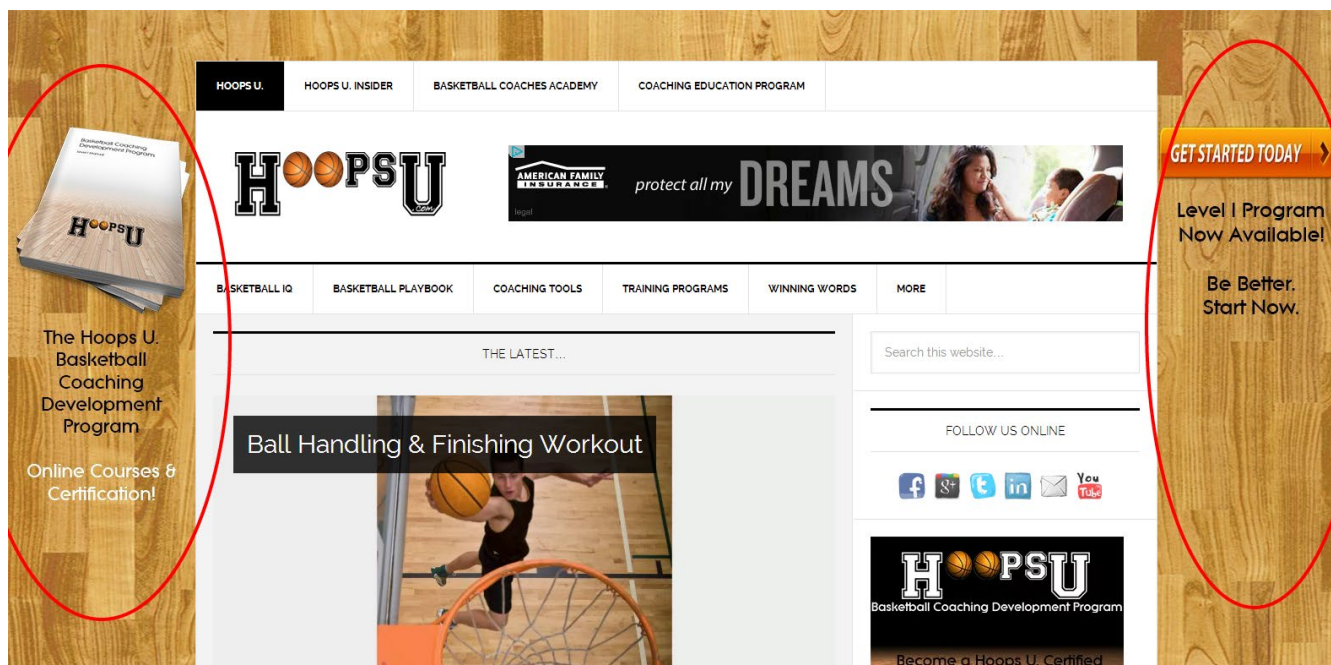 HOOPS U.
HOOPS U. INSIDER
BASKETBALL COACHES ACADEMY
COACHING EDUCATION PROGRAM
Basketball Coaching
Development Program
HOOPSU
The Hoops U.
Basketball
Coaching
Development
Program
Online Courses &
Certification!
HOOPSU
.com
AMERICAN FAMILY
INSURANCE
protect all my DREAMS
legal
GET STARTED TODAY
Level I Program
Now Available!
Be Better.
Start Now.
BASKETBALL IQ
BASKETBALL PLAYBOOK
COACHING TOOLS
TRAINING PROGRAMS
WINNING WORDS
MORE
THE LATEST...
Ball Handling & Finishing Workout
Search this website...
FOLLOW US ONLINE
f
g+
t
in
You
Tube
HOOPSU
Basketball Coaching Development Program
Become a Hoops U. Certified